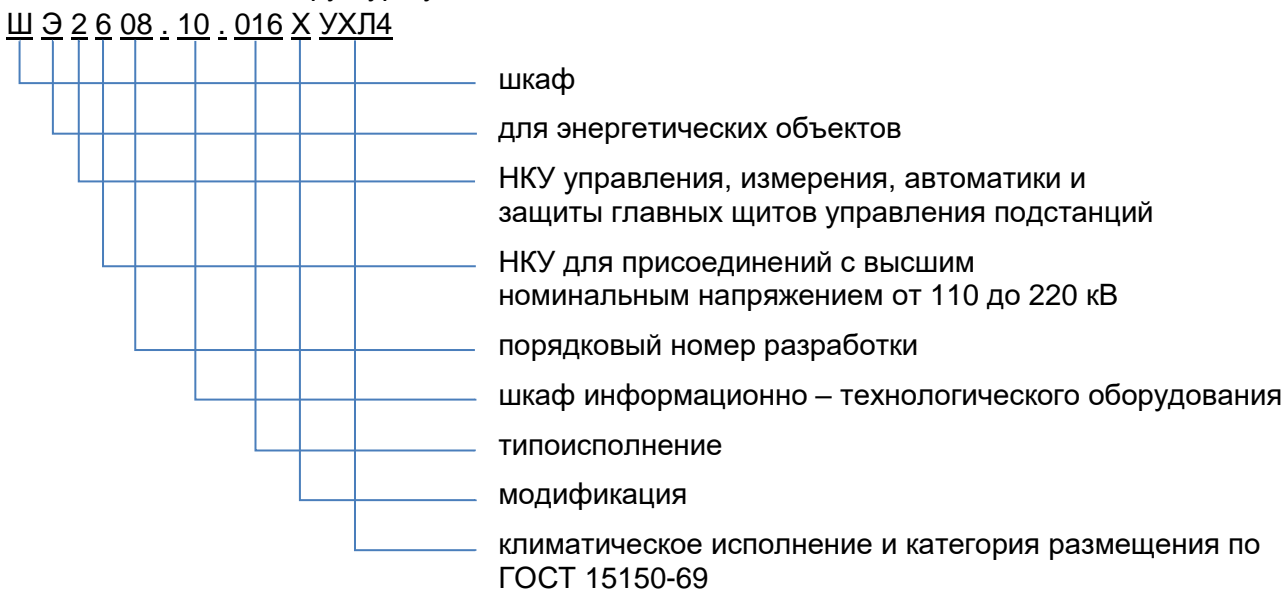 Ш Э 2 6 08 . 10 . 016 Х УХЛ4
шкаф
для энергетических объектов
НКУ управления, измерения, автоматики и
защиты главных щитов управления подстанций
НКУ для присоединений с высшим
номинальным напряжением от 110 до 220 кВ
порядковый номер разработки
шкаф информационно – технологического оборудования
типоисполнение
модификация
климатическое исполнение и категория размещения по
ГОСТ 15150-69